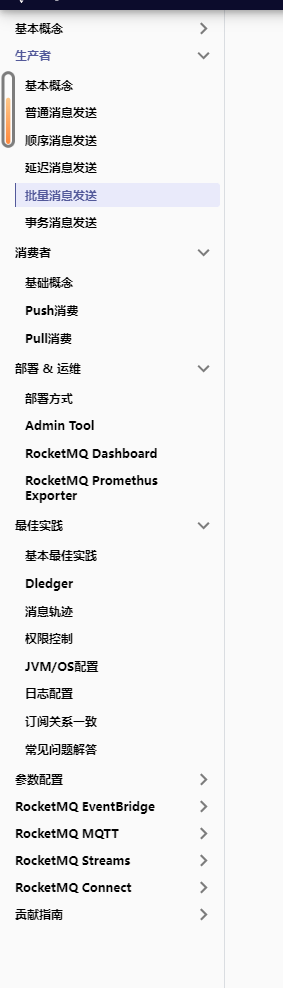 基本概念
生产者
基本概念
普通消息发送
顺序消息发送
延迟消息发送
批量消息发送
事务消息发送
消费者
基础概念
Push消费
Pull消费
部署 & 运维
部署方式
Admin Tool
RocketMQ Dashboard
RocketMQ Promethus
Exporter
最佳实践
基本最佳实践
Dledger
消息轨迹
权限控制
JVM/OS配置
日志配置
订阅关系一致
常见问题解答
参数配置
RocketMQ EventBridge
RocketMQ MQTT
RocketMQ Streams
RocketMQ Connect
贡献指南